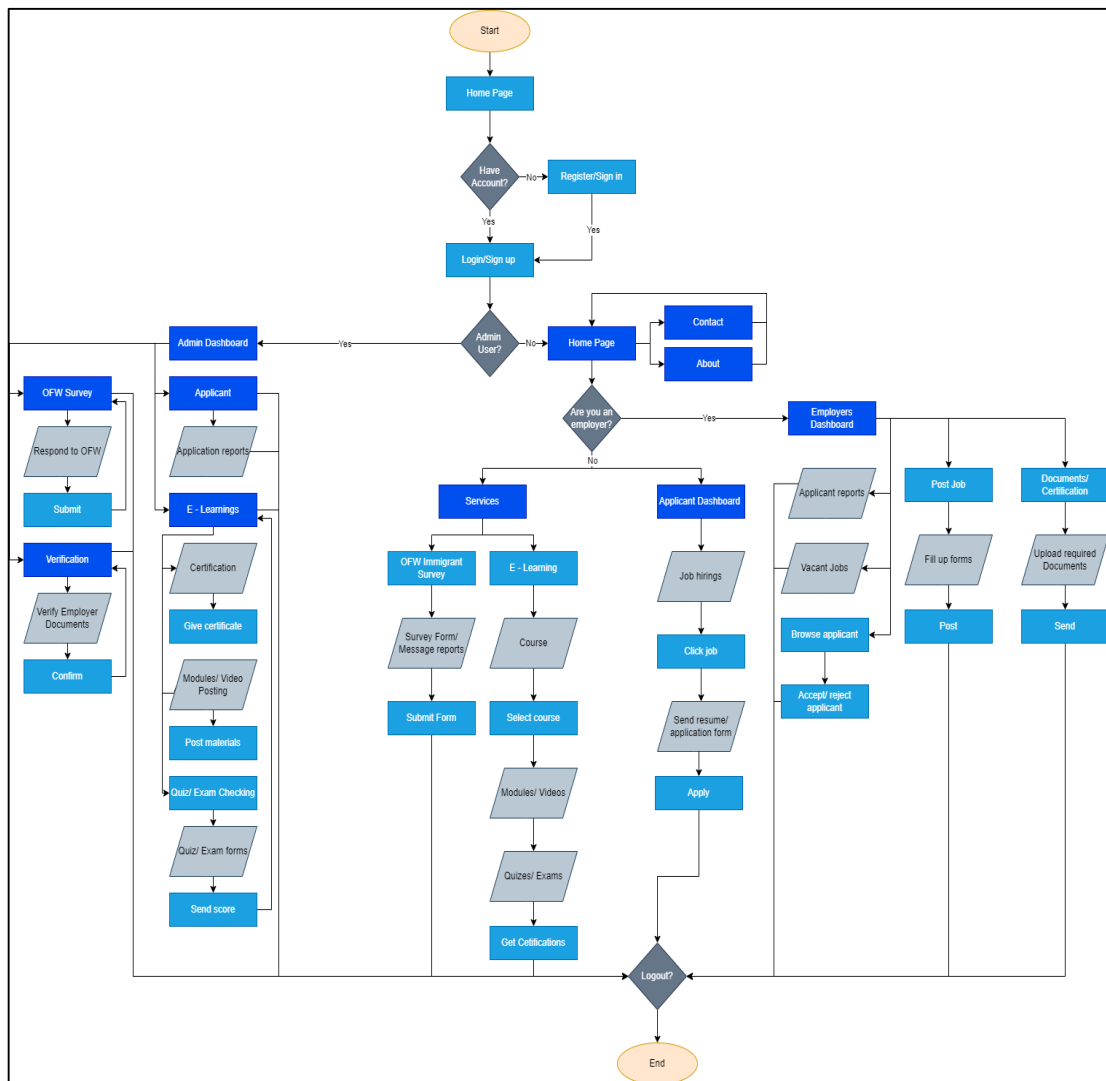 Start
Home Page
Have
Account?
No
Register/Sign in
Yes
Yes
Login/Sign up
Admin
User?
Yes
No
Admin Dashboard
Home Page
Contact
About
OFW Survey
Respond to OFW
Submit
Verification
Verify Employer
Documents
Confirm
Applicant
Application reports
E - Learnings
Certification
Give certificate
Modules/ Video
Posting
Post materials
Quiz/ Exam Checking
Quiz/ Exam forms
Send score
Are you an
employer?
Yes
No
Services
OFW Immigrant
Survey
Survey Form/
Message reports
Submit Form
E - Learning
Course
Select course
Modules/ Videos
Quizes/ Exams
Get Cetifications
Applicant Dashboard
Job hirings
Click job
Send resume/
application form
Apply
Employers
Dashboard
Applicant reports
Vacant Jobs
Browse applicant
Accept/ reject
applicant
Post Job
Fill up forms
Post
Documents/
Certification
Upload required
Documents
Send
Logout?
End